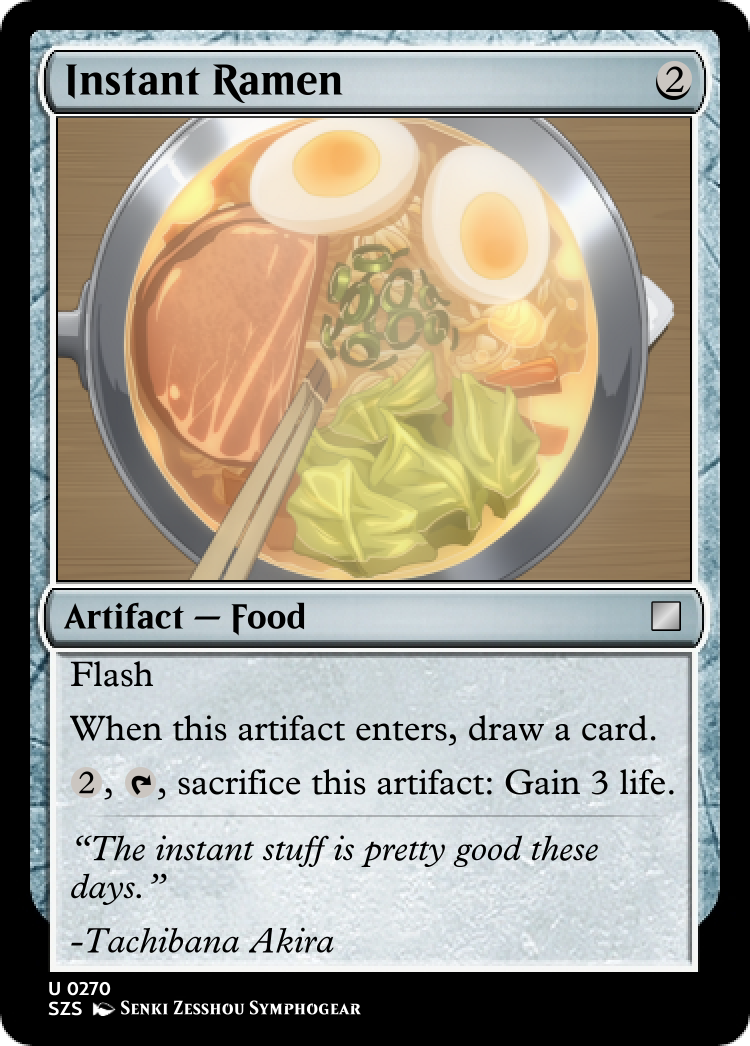 Instant Ramen 2
Artifact — Food
Flash
When this artifact enters, draw a card.
2, , sacrifice this artifact: Gain 3 life.
“The instant stuff is pretty good these
days.”
-Tachibana Akira
U 0270
SZS Senki Zesshou Symphogear